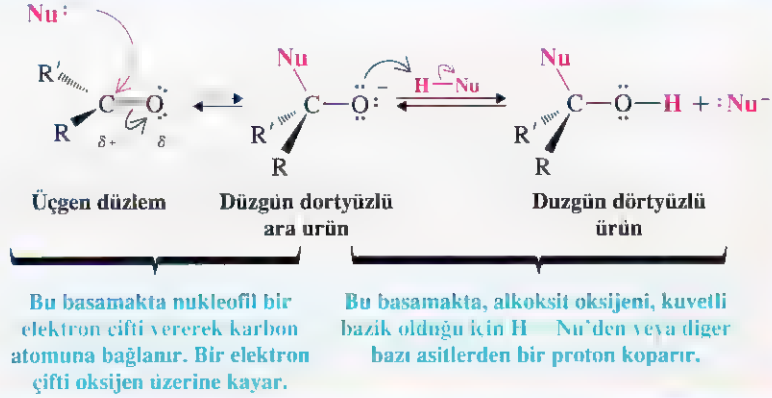 Nu:
R'
C=O:
R
δ+ δ
Nu
C—O:⁻
R'
R
H—Nu
Nu
C—O—H + :Nu⁻
R'
R
Üçgen düzlem
Düzgün dortyüzlü
ara urün
Duzgün dörtyüzlü
ürün
Bu basamakta nukleofil bir
elektron çifti vererek karbon
atomuna bağlanır. Bir elektron
çifti oksijen üzerine kayar.
Bu basamakta, alkoksit oksijeni, kuvetli
bazik olduğu için H Nu'den veya diger
bazı asitlerden bir proton koparır.